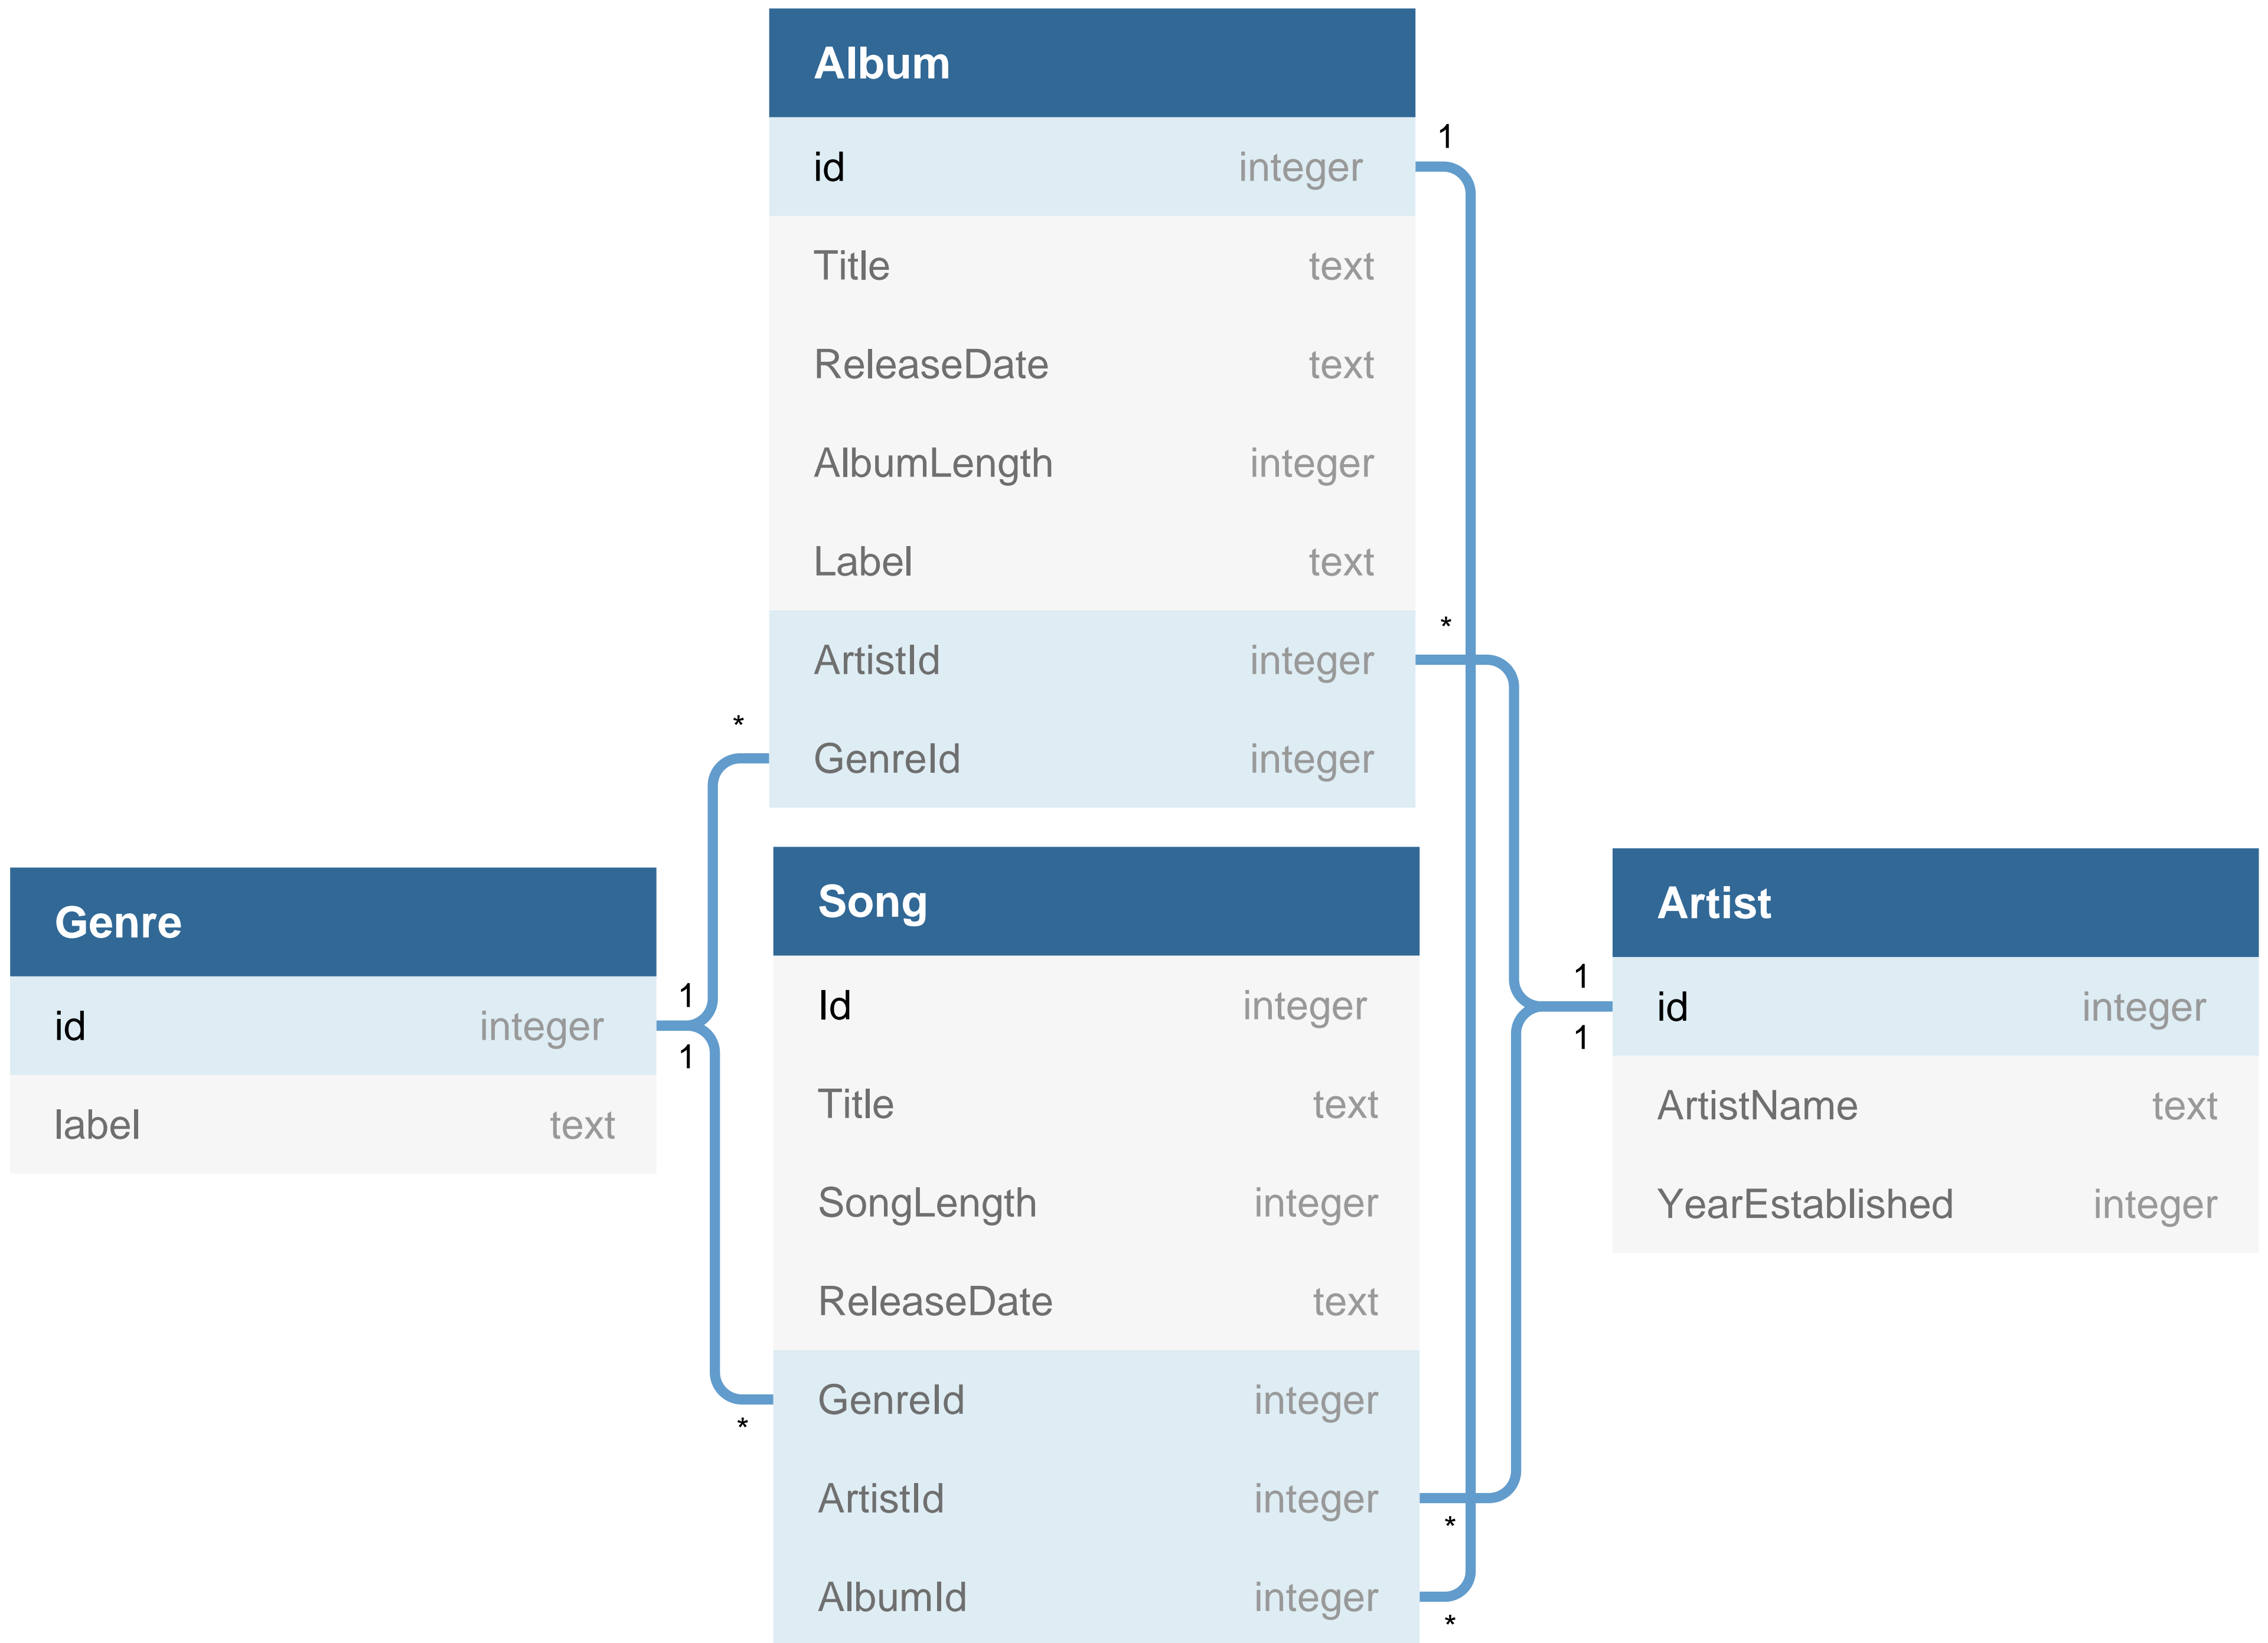 Album
id integer
Title text
ReleaseDate text
AlbumLength integer
Label text
ArtistId integer
GenreId integer
1
*
*
Genre
id integer
label text
1
1
*
Song
Id integer
Title text
SongLength integer
ReleaseDate text
GenreId integer
ArtistId integer
AlbumId integer
*
*
Artist
id integer
ArtistName text
YearEstablished integer
1
1